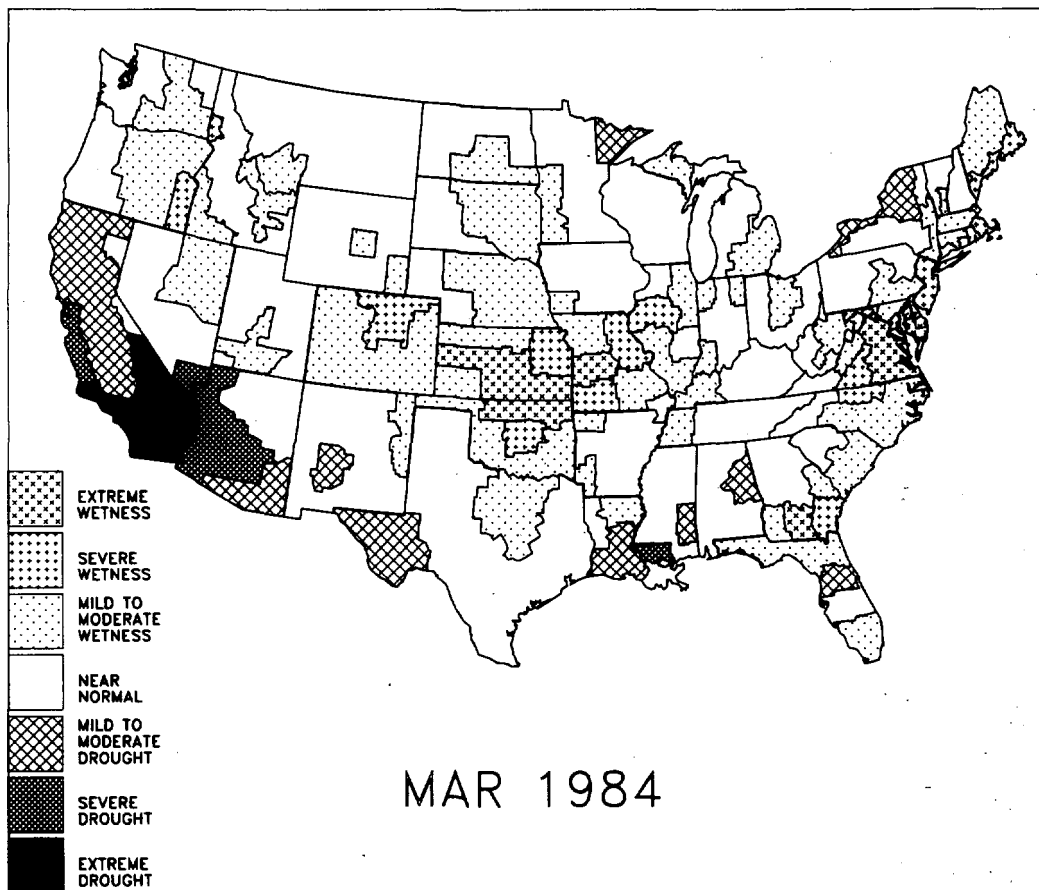 EXTREME
WETNESS
SEVERE
WETNESS
MILD TO
MODERATE
WETNESS
NEAR
NORMAL
MILD TO
MODERATE
DROUGHT
SEVERE
DROUGHT
EXTREME
DROUGHT
MAR 1984